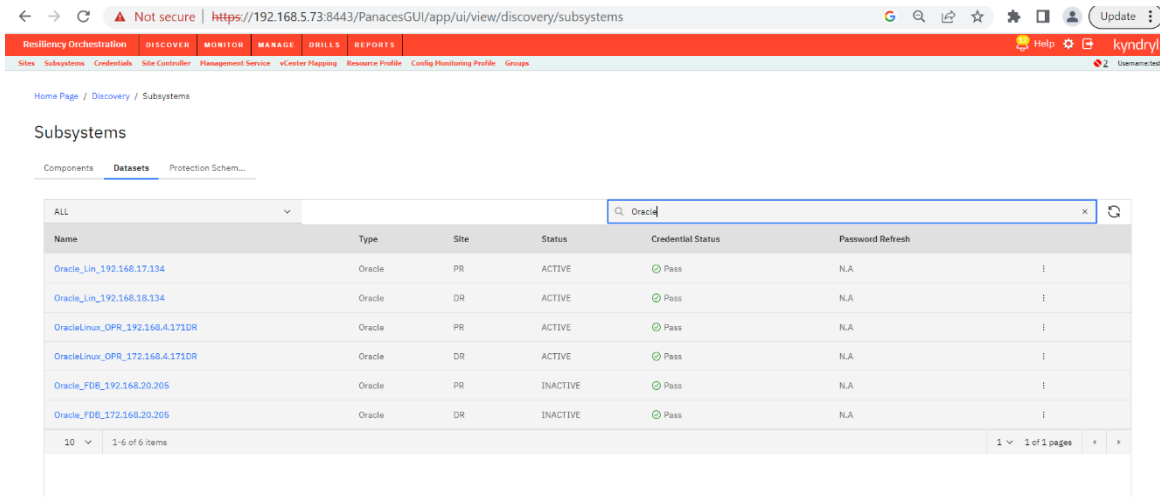 Not secure | https://192.168.5.73:8443/PanacesGUI/app/ui/view/discovery/subsystems Update
Resiliency Orchestration DISCOVER MONITOR MANAGE DRILLS REPORTS 12 Help kyndryl
Sites Subsystems Credentials Site Controller Management Service vCenter Mapping Resource Profile Config Monitoring Profile Groups 2 Username:test
Home Page / Discovery / Subsystems
Subsystems
Components Datasets Protection Schem...
ALL Oracle
Name Type Site Status Credential Status Password Refresh
Oracle_Lin_192.168.17.134 Oracle PR ACTIVE Pass N.A
Oracle_Lin_192.168.18.134 Oracle DR ACTIVE Pass N.A
OracleLinux_OPR_192.168.4.171DR Oracle PR ACTIVE Pass N.A
OracleLinux_OPR_172.168.4.171DR Oracle DR ACTIVE Pass N.A
Oracle_FDB_192.168.20.205 Oracle PR INACTIVE Pass N.A
Oracle_FDB_172.168.20.205 Oracle DR INACTIVE Pass N.A
10 1-6 of 6 items 1 1 of 1 pages